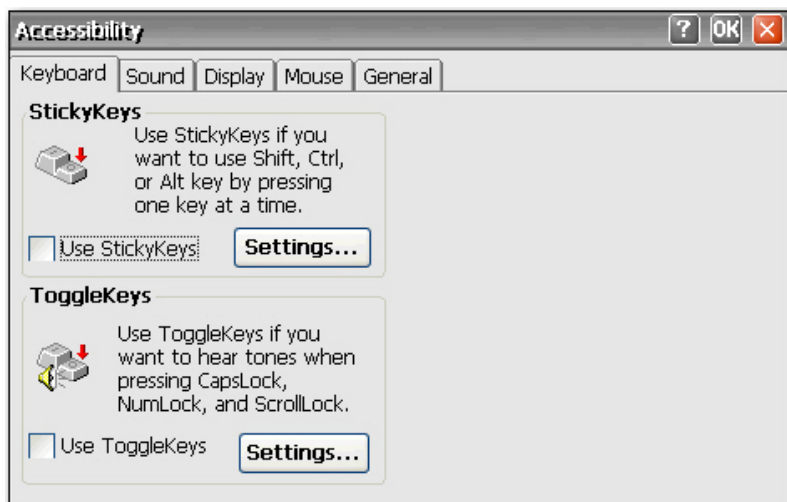 Accessibility ? OK X
Keyboard Sound Display Mouse General
StickyKeys
Use StickyKeys if you
want to use Shift, Ctrl,
or Alt key by pressing
one key at a time.
Use StickyKeys Settings...
ToggleKeys
Use ToggleKeys if you
want to hear tones when
pressing CapsLock,
NumLock, and ScrollLock.
Use ToggleKeys Settings...